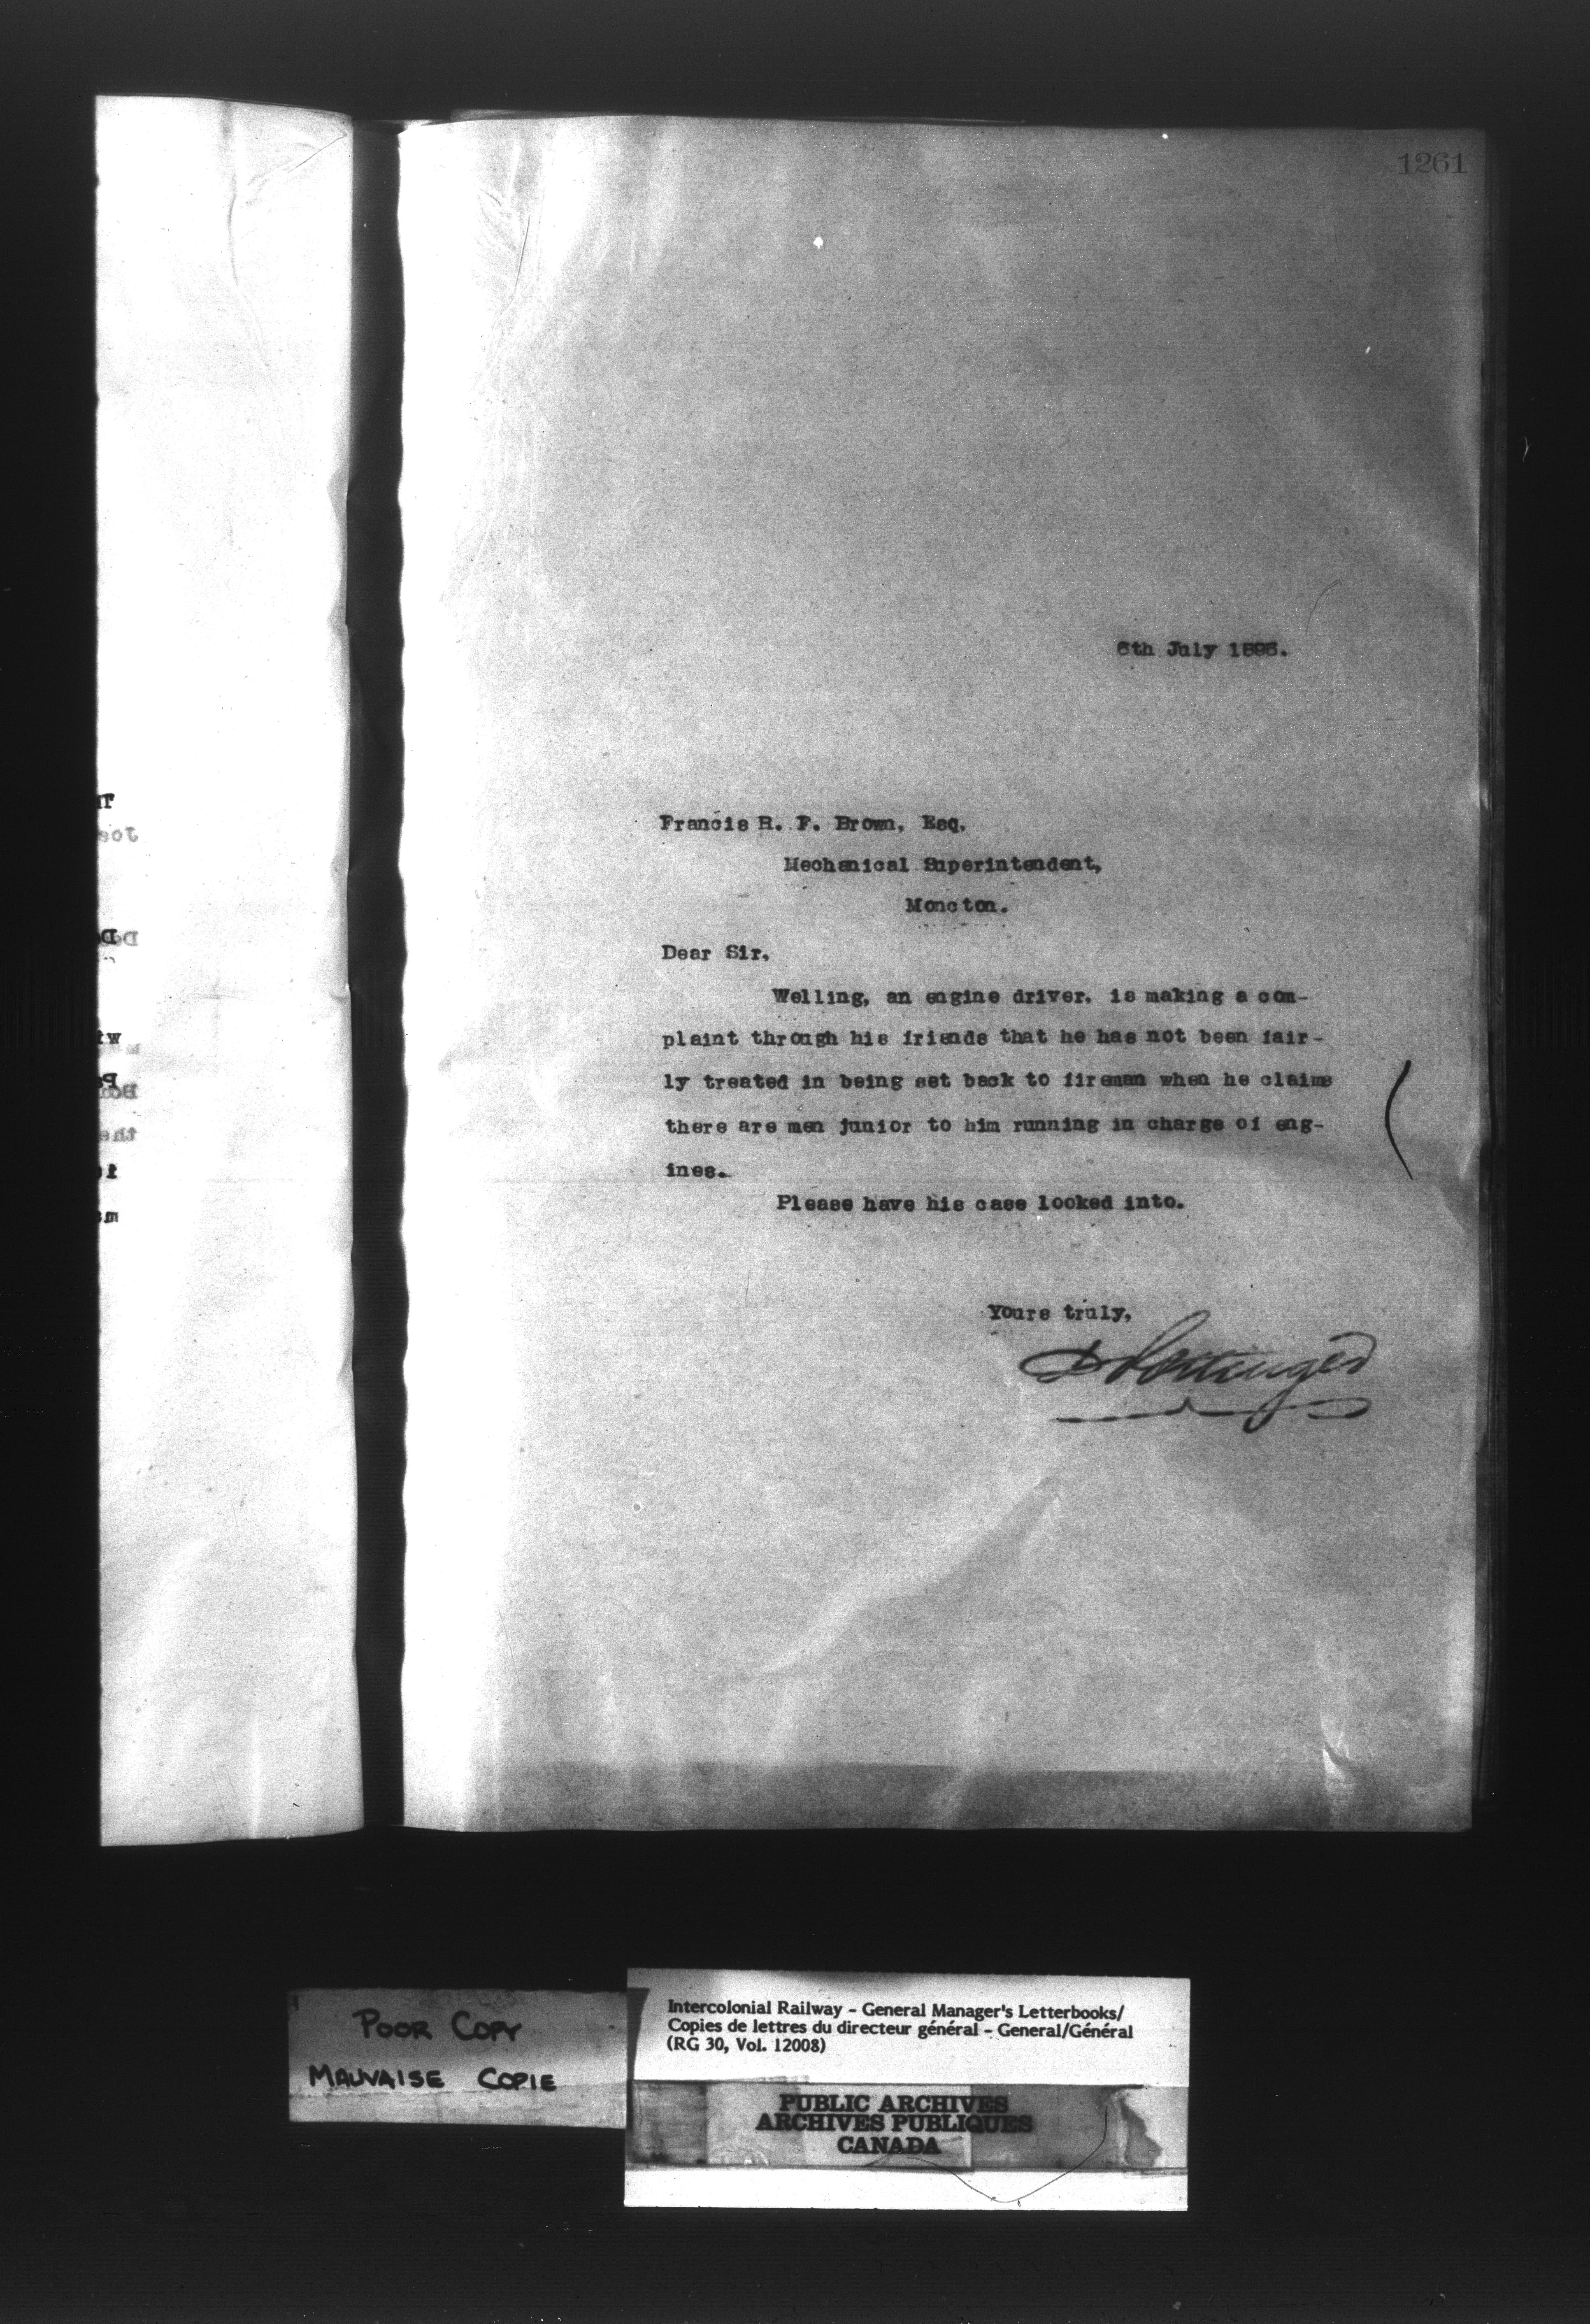 1261
6th July 1896.
Francis R. F. Brown, Esq,
Mechanical Superintendent,
Moncton.
Dear Sir,
Welling, an engine driver, is making a com-
plaint through his friends that he has not been fair-
ly treated in being set back to fireman when he claims
there are men junior to him running in charge of eng-
ines.
Please have his case looked into.
Yours truly,
D Pottinger
POOR COPY
MAUVAISE COPIE
Intercolonial Railway - General Manager's Letterbooks/
Copies de lettres du directeur général - General/Général
(RG 30, Vol. 12008)
PUBLIC ARCHIVES
ARCHIVES PUBLIQUES
CANADA